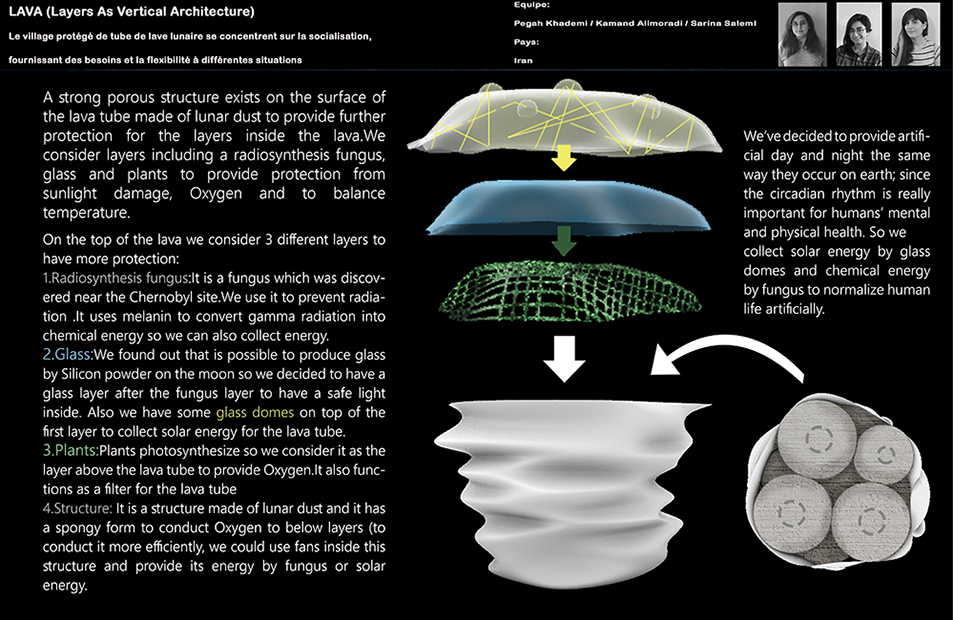 LAVA (Layers As Vertical Architecture)
Le village protégé de tube de lave lunaire se concentrent sur la socialisation,
fournissant des besoins et la flexibilité à différentes situations
Equipe:
Pegah Khademi / Kamand Alimoradi / Sarina Salemi
Pays:
Iran
A strong porous structure exists on the surface of
the lava tube made of lunar dust to provide further
protection for the layers inside the lava.We
consider layers including a radiosynthesis fungus,
glass and plants to provide protection from
sunlight damage, Oxygen and to balance
temperature.
On the top of the lava we consider 3 different layers to
have more protection:
1.Radiosynthesis fungus:It is a fungus which was discov-
ered near the Chernobyl site.We use it to prevent radia-
tion .It uses melanin to convert gamma radiation into
chemical energy so we can also collect energy.
2.Glass:We found out that is possible to produce glass
by Silicon powder on the moon so we decided to have a
glass layer after the fungus layer to have a safe light
inside. Also we have some glass domes on top of the
first layer to collect solar energy for the lava tube.
3.Plants:Plants photosynthesize so we consider it as the
layer above the lava tube to provide Oxygen.It also func-
tions as a filter for the lava tube
4.Structure: It is a structure made of lunar dust and it has
a spongy form to conduct Oxygen to below layers (to
conduct it more efficiently, we could use fans inside this
structure and provide its energy by fungus or solar
energy.
We've decided to provide artifi-
cial day and night the same
way they occur on earth; since
the circadian rhythm is really
important for humans' mental
and physical health. So we
collect solar energy by glass
domes and chemical energy
by fungus to normalize human
life artificially.